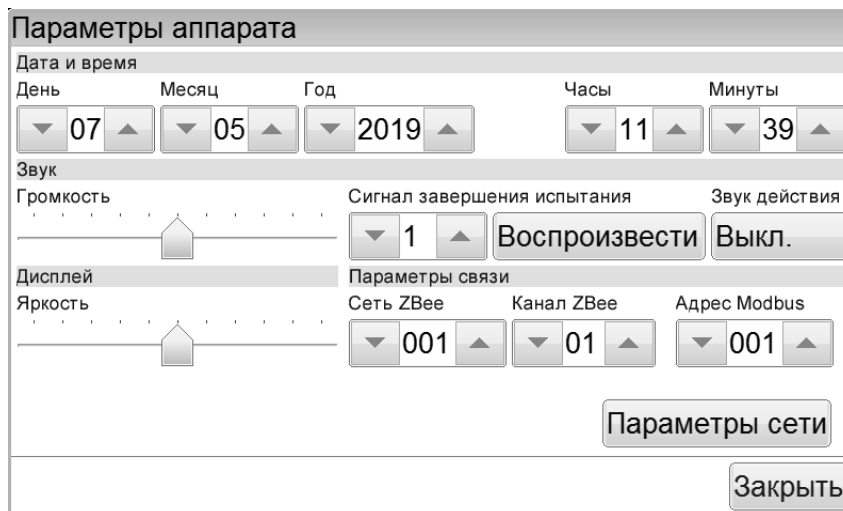 Параметры аппарата
Дата и время
День Месяц Год Часы Минуты
07 05 2019 11 39
Звук
Громкость Сигнал завершения испытания Звук действия
1 Воспроизвести Выкл.
Дисплей Параметры связи
Яркость Сеть ZBee Канал ZBee Адрес Modbus
001 01 001
Параметры сети
Закрыть